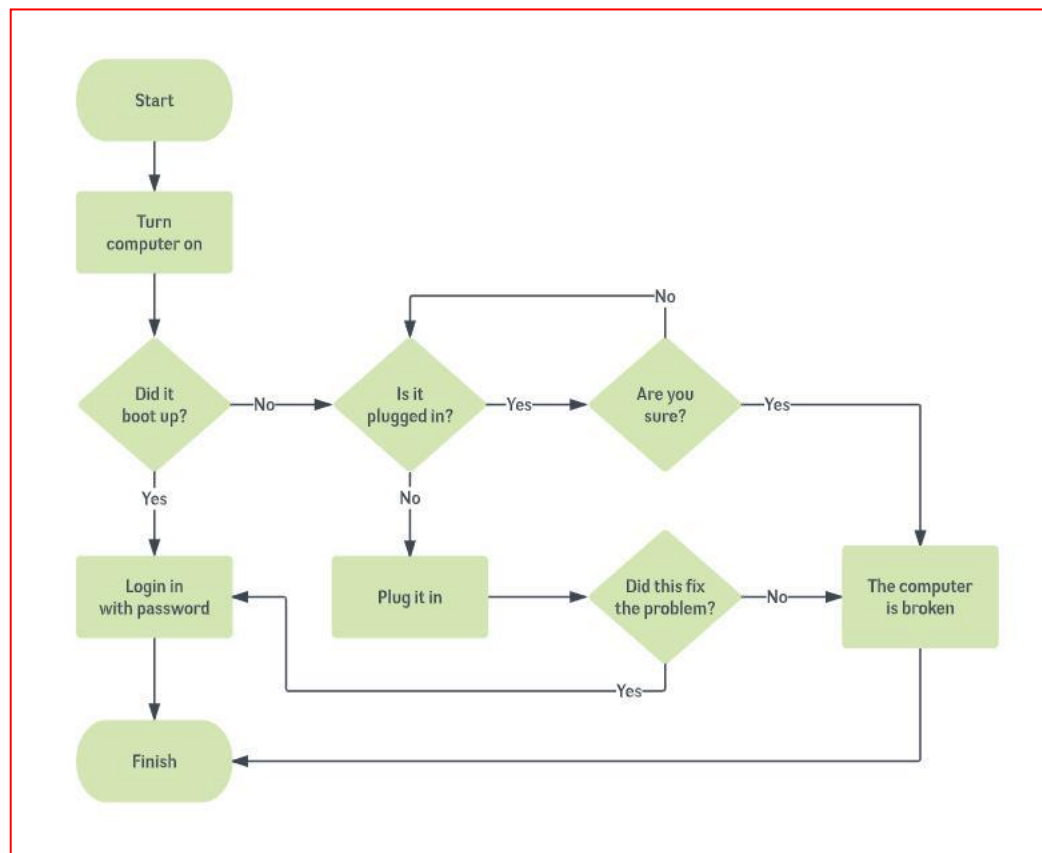 Start
Turn
computer on
No
Did it
boot up?
No
Is it
plugged in?
Yes
Are you
sure?
Yes
Yes
No
Login in
with password
Plug it in
Did this fix
the problem?
No
The computer
is broken
Yes
Finish